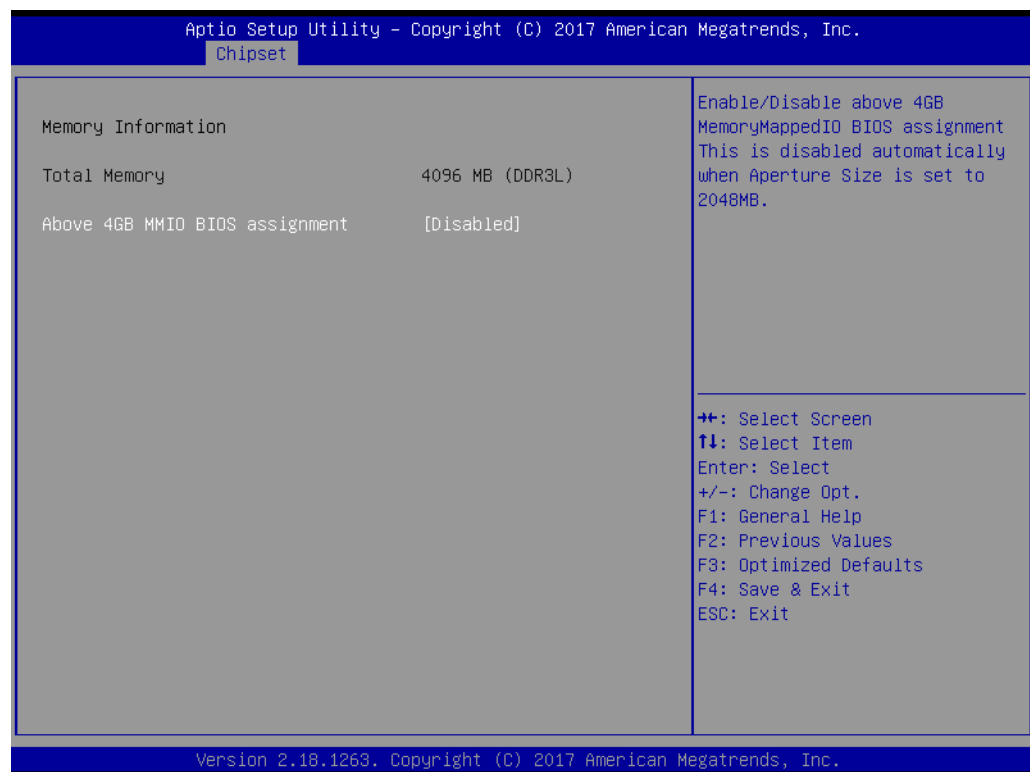 Aptio Setup Utility – Copyright (C) 2017 American Megatrends, Inc.
Chipset
Memory Information
Total Memory 4096 MB (DDR3L)
Above 4GB MMIO BIOS assignment [Disabled]
Enable/Disable above 4GB
MemoryMappedIO BIOS assignment
This is disabled automatically
when Aperture Size is set to
2048MB.
→←: Select Screen
↑↓: Select Item
Enter: Select
+/-: Change Opt.
F1: General Help
F2: Previous Values
F3: Optimized Defaults
F4: Save & Exit
ESC: Exit
Version 2.18.1263. Copyright (C) 2017 American Megatrends, Inc.